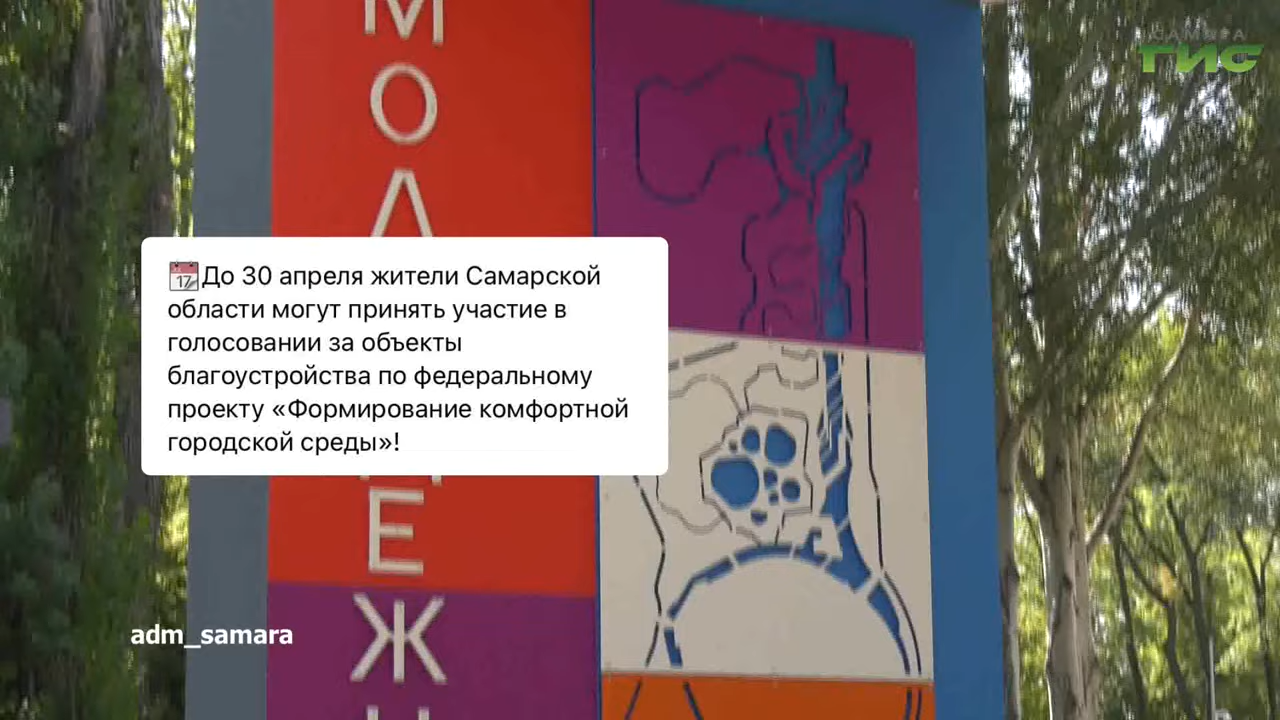 САМАРА
ГИС
М
О
Л
Е
Ж
📅До 30 апреля жители Самарской
области могут принять участие в
голосовании за объекты
благоустройства по федеральному
проекту «Формирование комфортной
городской среды»!
adm_samara